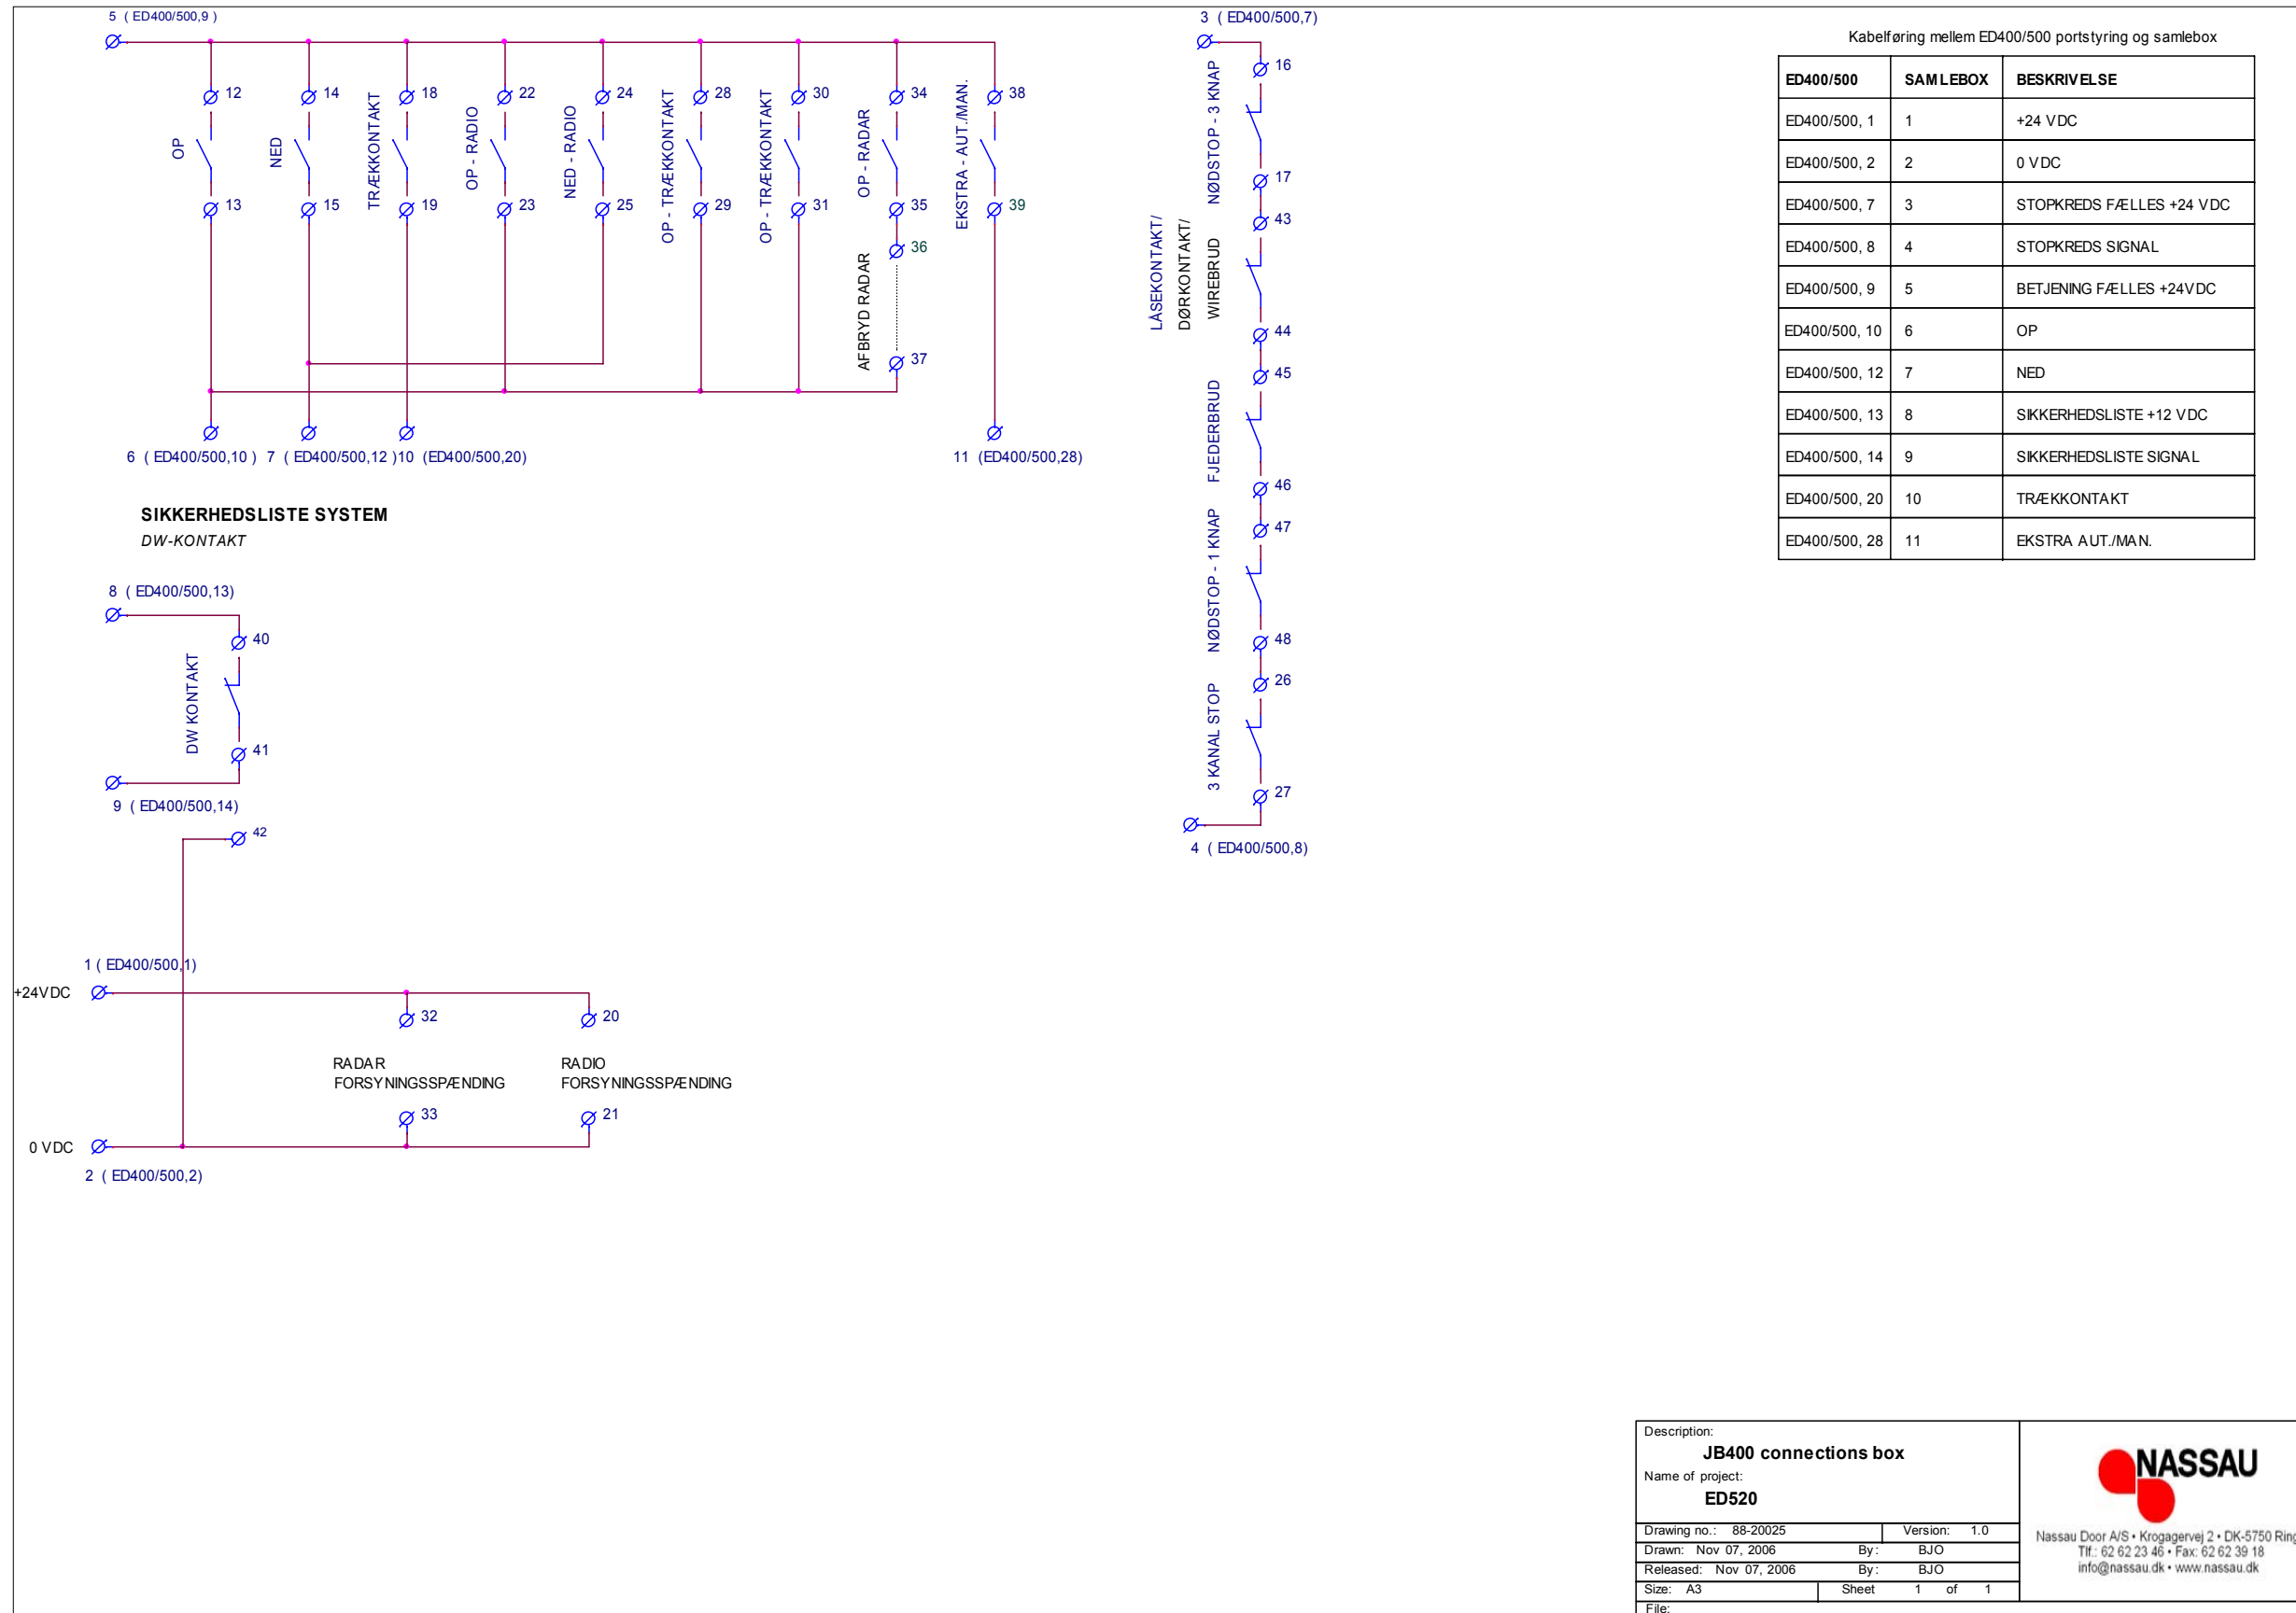 5 ( ED400/500,9 )
12
14
18
22
24
28
30
34
38
OP
NED
TRÆKKONTAKT
OP - RADIO
NED - RADIO
OP - TRÆKKONTAKT
OP - TRÆKKONTAKT
OP - RADAR
EKSTRA - AUT./MAN.
13
15
19
23
25
29
31
35
39
36
AFBRYD RADAR
37
6 ( ED400/500,10 )
7 ( ED400/500,12 )
10 (ED400/500,20)
11 (ED400/500,28)
SIKKERHEDSLISTE SYSTEM
DW-KONTAKT
8 ( ED400/500,13)
40
DW KONTAKT
41
9 ( ED400/500,14)
42
1 ( ED400/500,1)
+24VDC
32
20
RADAR
FORSYNINGSSPÆNDING
RADIO
FORSYNINGSSPÆNDING
33
21
0 VDC
2 ( ED400/500,2)
3 ( ED400/500,7)
16
NØDSTOP - 3 KNAP
17
43
LÅSEKONTAKT/
DØRKONTAKT/
WIREBRUD
44
45
FJEDERBRUD
46
47
NØDSTOP - 1 KNAP
48
26
3 KANAL STOP
27
4 ( ED400/500,8)
Kabelføring mellem ED400/500 portstyring og samlebox
ED400/500 SAMLEBOX BESKRIVELSE
ED400/500, 1 1 +24 VDC
ED400/500, 2 2 0 VDC
ED400/500, 7 3 STOPKREDS FÆLLES +24 VDC
ED400/500, 8 4 STOPKREDS SIGNAL
ED400/500, 9 5 BETJENING FÆLLES +24VDC
ED400/500, 10 6 OP
ED400/500, 12 7 NED
ED400/500, 13 8 SIKKERHEDSLISTE +12 VDC
ED400/500, 14 9 SIKKERHEDSLISTE SIGNAL
ED400/500, 20 10 TRÆKKONTAKT
ED400/500, 28 11 EKSTRA AUT./MAN.
Description:
JB400 connections box
Name of project:
ED520
Drawing no.: 88-20025 Version: 1.0
Drawn: Nov 07, 2006 By: BJO
Released: Nov 07, 2006 By: BJO
Size: A3 Sheet 1 of 1
File:
NASSAU
Nassau Door A/S • Krogagervej 2 • DK-5750 Ring
Tlf.: 62 62 23 46 • Fax: 62 62 39 18
info@nassau.dk • www.nassau.dk